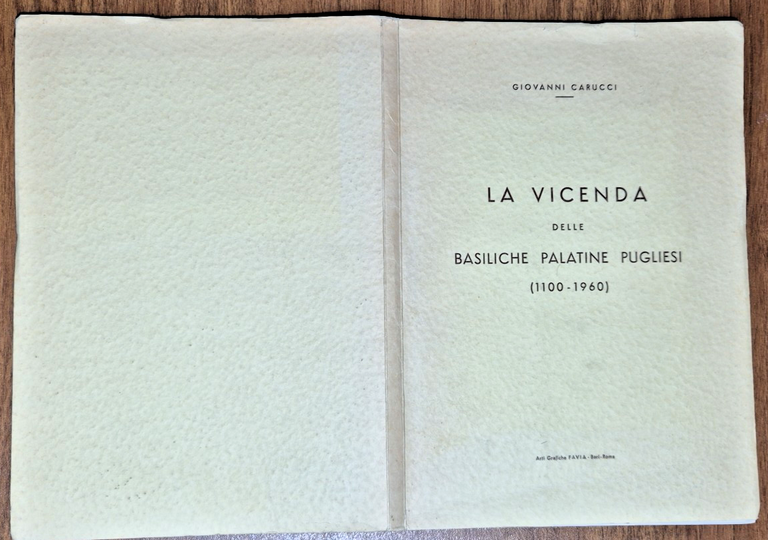 GIOVANNI CARUCCI
LA VICENDA
DELLE
BASILICHE PALATINE PUGLIESI
(1100-1960)
Arti Grafiche FAVIA - Bari-Roma